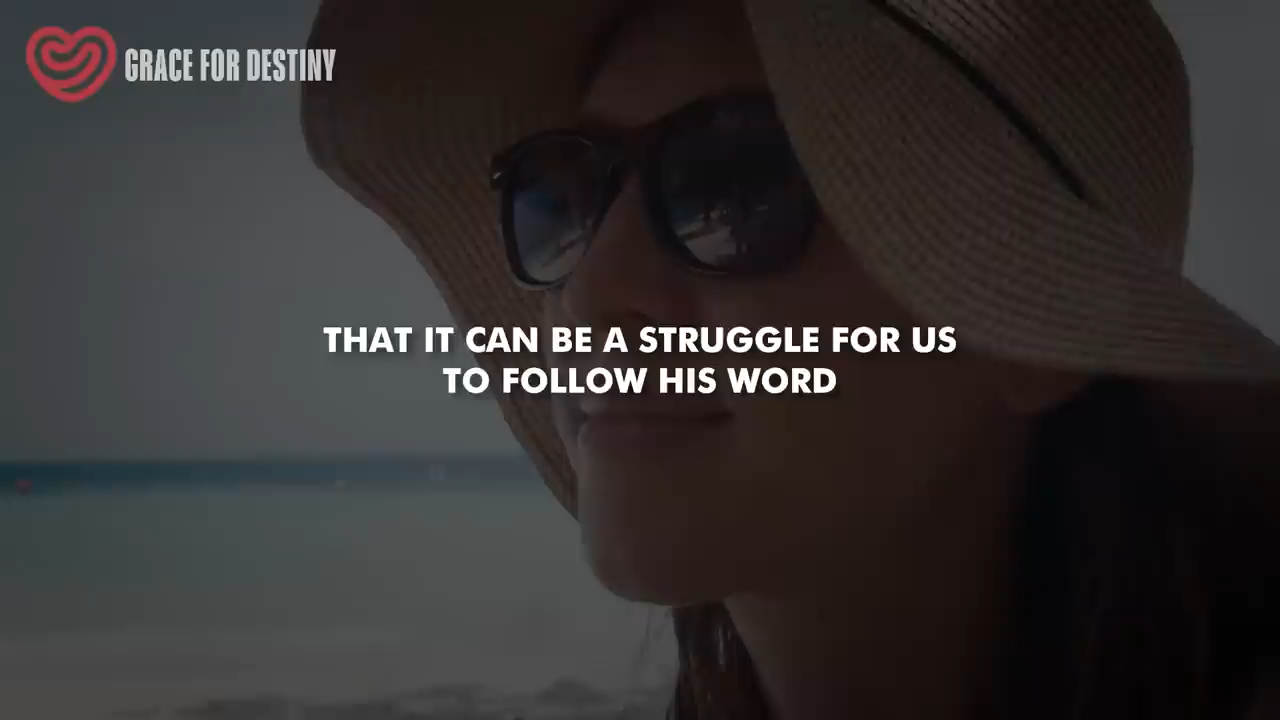 GRACE FOR DESTINY
THAT IT CAN BE A STRUGGLE FOR US
TO FOLLOW HIS WORD